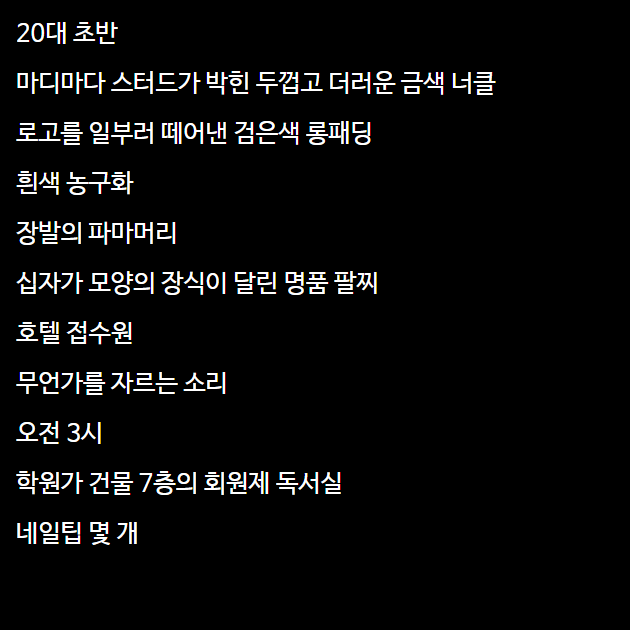 20대 초반
마디마다 스터드가 박힌 두껍고 더러운 금색 너클
로고를 일부러 떼어낸 검은색 롱패딩
흰색 농구화
장발의 파마머리
십자가 모양의 장식이 달린 명품 팔찌
호텔 접수원
무언가를 자르는 소리
오전 3시
학원가 건물 7층의 회원제 독서실
네일팁 몇 개